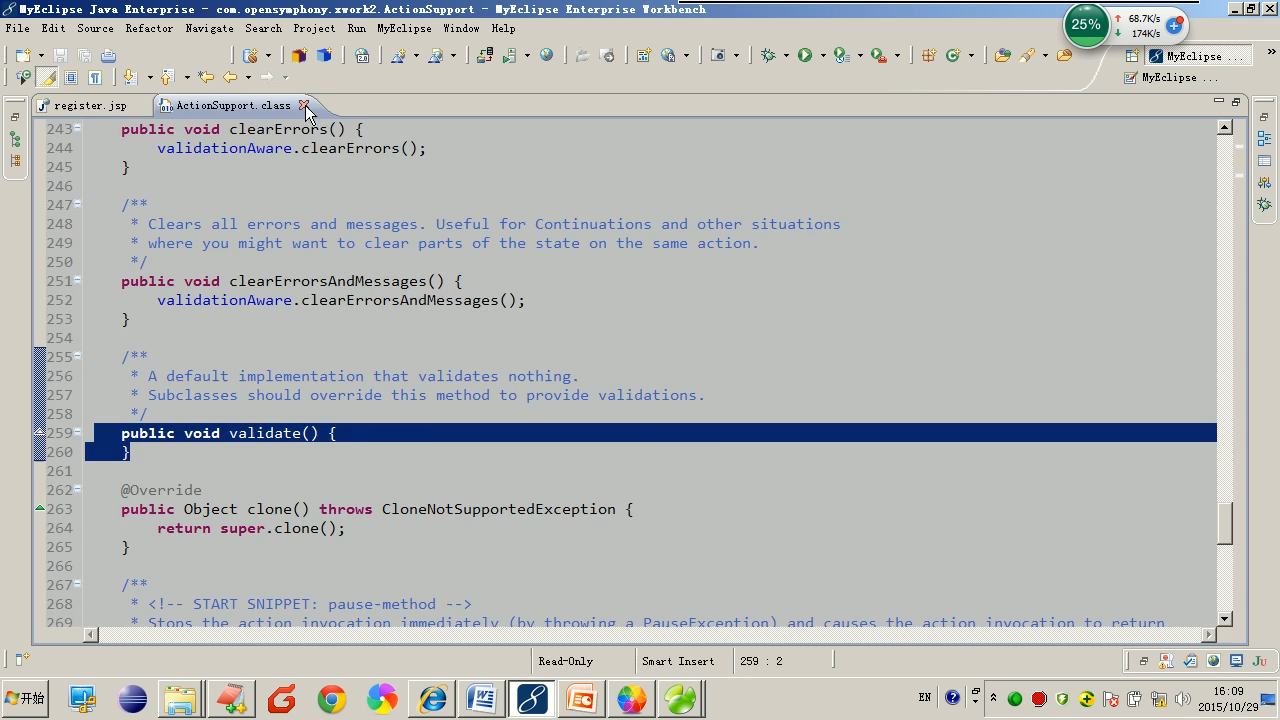 MyEclipse Java Enterprise - com.opensymphony.xwork2.ActionSupport - MyEclipse Enterprise Workbench
File Edit Source Refactor Navigate Search Project Run MyEclipse Window Help
25% 68.7K/s
174K/s
MyEclipse ...
MyEclipse ...
register.jsp ActionSupport.class
243 public void clearErrors() {
244 validationAware.clearErrors();
245 }
246
247 /**
248 * Clears all errors and messages. Useful for Continuations and other situations
249 * where you might want to clear parts of the state on the same action.
250 */
251 public void clearErrorsAndMessages() {
252 validationAware.clearErrorsAndMessages();
253 }
254
255 /**
256 * A default implementation that validates nothing.
257 * Subclasses should override this method to provide validations.
258 */
259 public void validate() {
260 }
261
262 @Override
263 public Object clone() throws CloneNotSupportedException {
264 return super.clone();
265 }
266
267 /**
268 * <!-- START SNIPPET: pause-method -->
269 * Stops the action invocation immediately (by throwing a PauseException) and causes the action invocation to return
Read-Only Smart Insert 259 : 2
开始 EN 16:09
2015/10/29